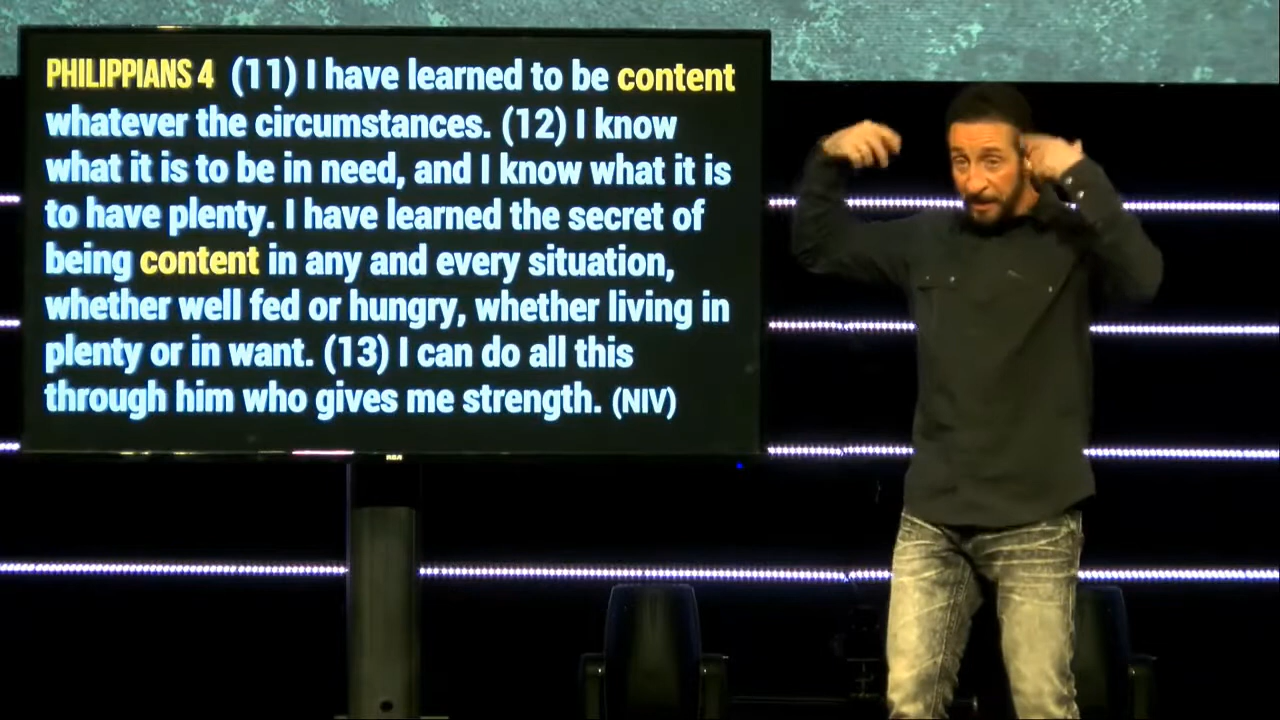 PHILIPPIANS 4 (11) I have learned to be content
whatever the circumstances. (12) I know
what it is to be in need, and I know what it is
to have plenty. I have learned the secret of
being content in any and every situation,
whether well fed or hungry, whether living in
plenty or in want. (13) I can do all this
through him who gives me strength. (NIV)
RCA